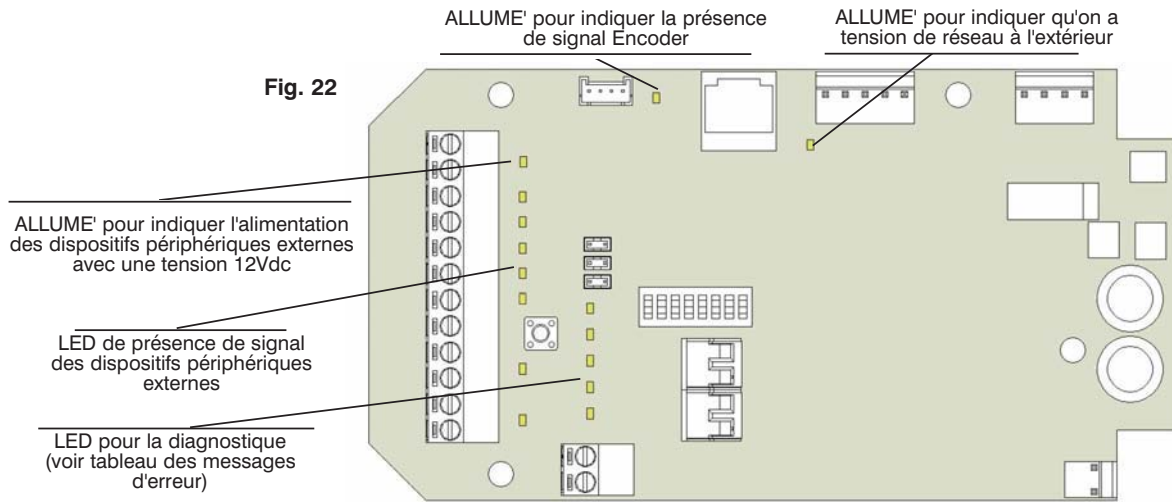 ALLUME' pour indiquer la présence
de signal Encoder
ALLUME' pour indiquer qu'on a
tension de réseau à l'extérieur
Fig. 22
ALLUME' pour indiquer l'alimentation
des dispositifs périphériques externes
avec une tension 12Vdc
LED de présence de signal
des dispositifs périphériques
externes
LED pour la diagnostique
(voir tableau des messages
d'erreur)